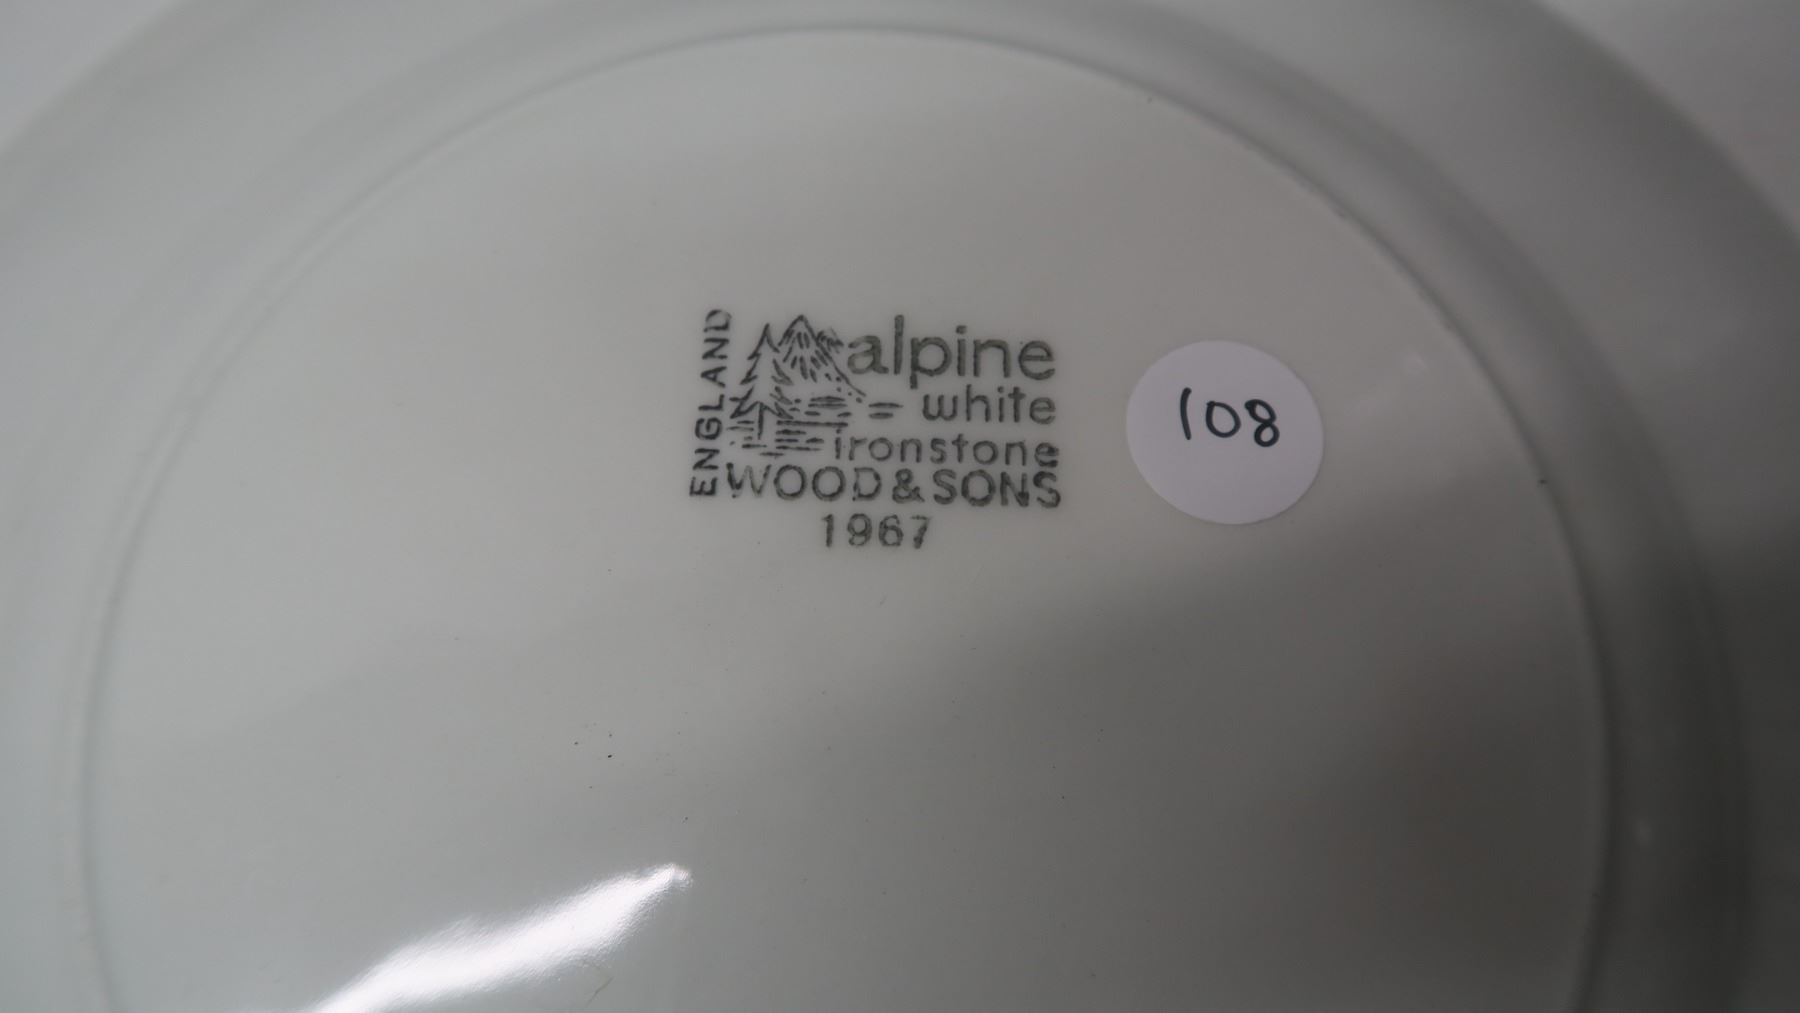 ENGLAND
alpine
white
ironstone
WOOD & SONS
1967
108